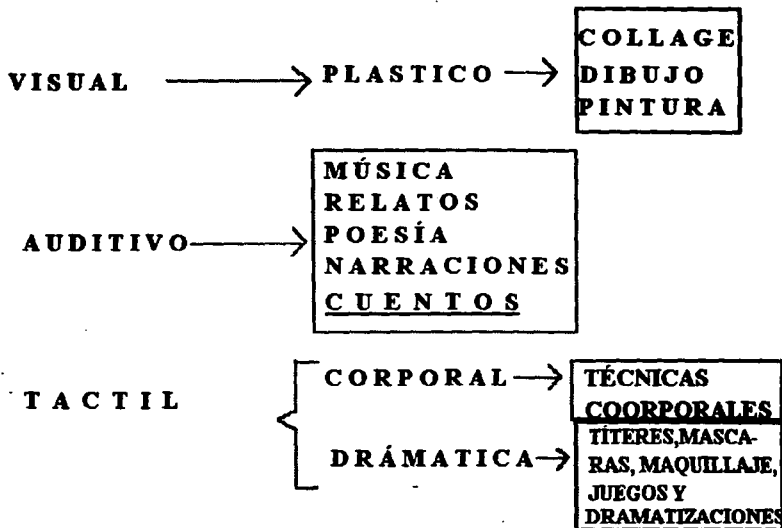 VISUAL
PLASTICO
COLLAGE
DIBUJO
PINTURA
AUDITIVO
MÚSICA
RELATOS
POESÍA
NARRACIONES
CUENTOS
TACTIL
CORPORAL
TÉCNICAS
COORPORALES
DRÁMATICA
TÍTERES,MASCA-
RAS, MAQUILLAJE,
JUEGOS Y
DRAMATIZACIONES